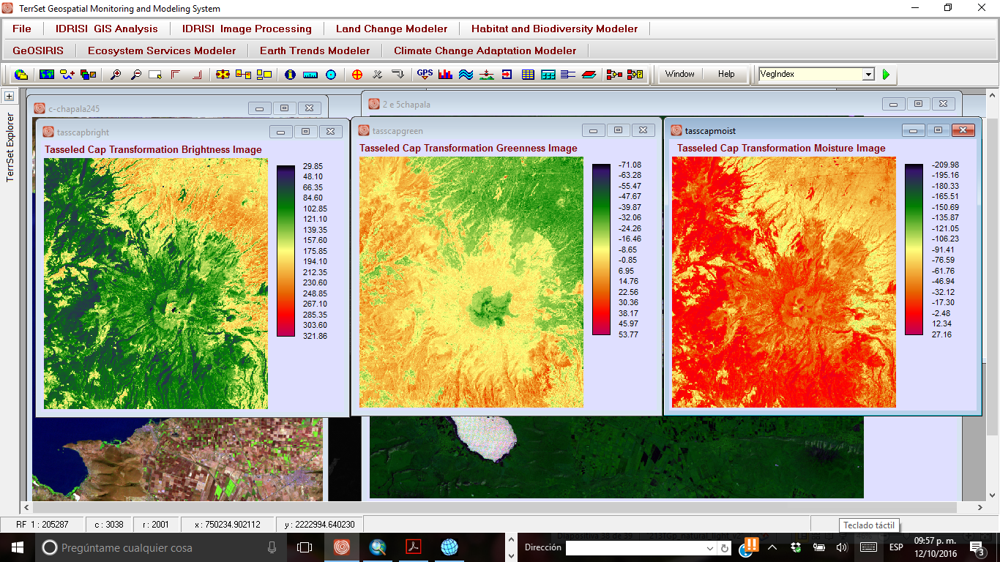 TerrSet Geospatial Monitoring and Modeling System
File IDRISI GIS Analysis IDRISI Image Processing Land Change Modeler Habitat and Biodiversity Modeler
GeOSIRIS Ecosystem Services Modeler Earth Trends Modeler Climate Change Adaptation Modeler
GPS Window Help VegIndex
TerrSet Explorer
c-chapala245
2 e 5chapala
tasscapbright
Tasseled Cap Transformation Brightness Image
29.85
48.10
66.35
84.60
102.85
121.10
139.35
157.60
175.85
194.10
212.35
230.60
248.85
267.10
285.35
303.60
321.86
tasscapgreen
Tasseled Cap Transformation Greenness Image
-71.08
-63.28
-55.47
-47.67
-39.87
-32.06
-24.26
-16.46
-8.65
-0.85
6.95
14.76
22.56
30.36
38.17
45.97
53.77
tasscapmoist
Tasseled Cap Transformation Moisture Image
-209.98
-195.16
-180.33
-165.51
-150.69
-135.87
-121.05
-106.23
-91.41
-76.59
-61.76
-46.94
-32.12
-17.30
-2.48
12.34
27.16
RF 1 : 205287 c : 3038 r : 2001 x : 750234.902112 y : 2222994.640230
Teclado táctil
Pregúntame cualquier cosa
Dirección
ESP
09:57 p. m.
12/10/2016
3